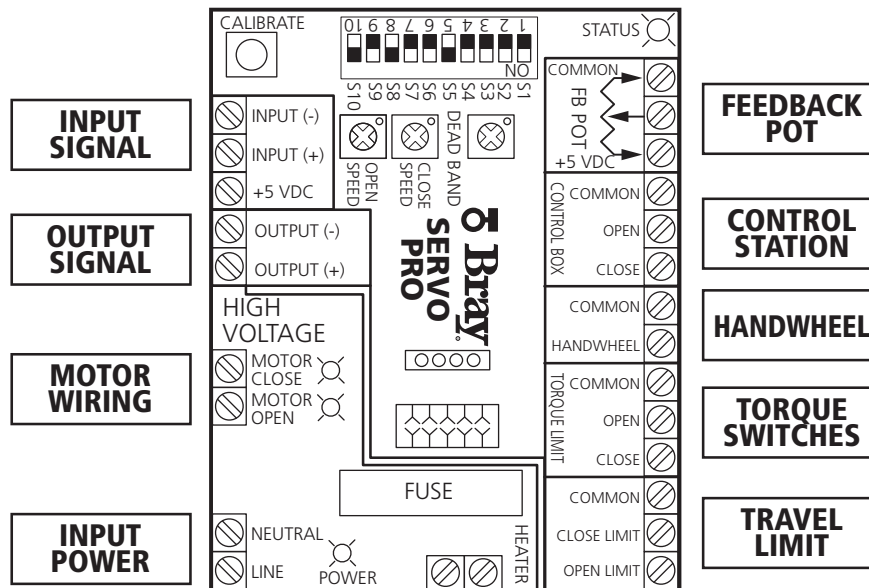 CALIBRATE
10 9 8 7 6 5 4 3 2 1
NO
STATUS
S10 S9 S8 S7 S6 S5 S4 S3 S2 S1
INPUT
SIGNAL
INPUT (-)
INPUT (+)
+5 VDC
OPEN
SPEED
CLOSE
SPEED
DEAD BAND
COMMON
FB POT
+5 VDC
FEEDBACK
POT
OUTPUT
SIGNAL
OUTPUT (-)
OUTPUT (+)
Bray
SERVO
PRO
CONTROL BOX
COMMON
OPEN
CLOSE
CONTROL
STATION
HIGH
VOLTAGE
COMMON
HANDWHEEL
HANDWHEEL
MOTOR
WIRING
MOTOR
CLOSE
MOTOR
OPEN
TORQUE LIMIT
COMMON
OPEN
CLOSE
TORQUE
SWITCHES
FUSE
INPUT
POWER
NEUTRAL
LINE
POWER
HEATER
COMMON
CLOSE LIMIT
OPEN LIMIT
TRAVEL
LIMIT